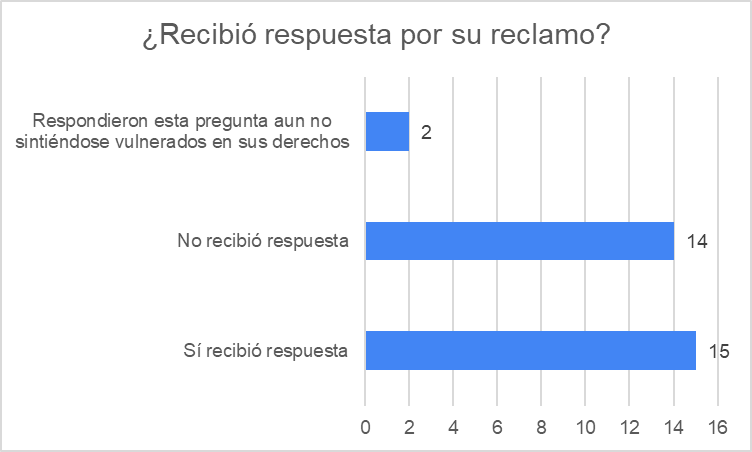 ¿Recibió respuesta por su reclamo?
Respondieron esta pregunta aun no
sintiéndose vulnerados en sus derechos
2
No recibió respuesta
14
Sí recibió respuesta
15
0 2 4 6 8 10 12 12 14 16